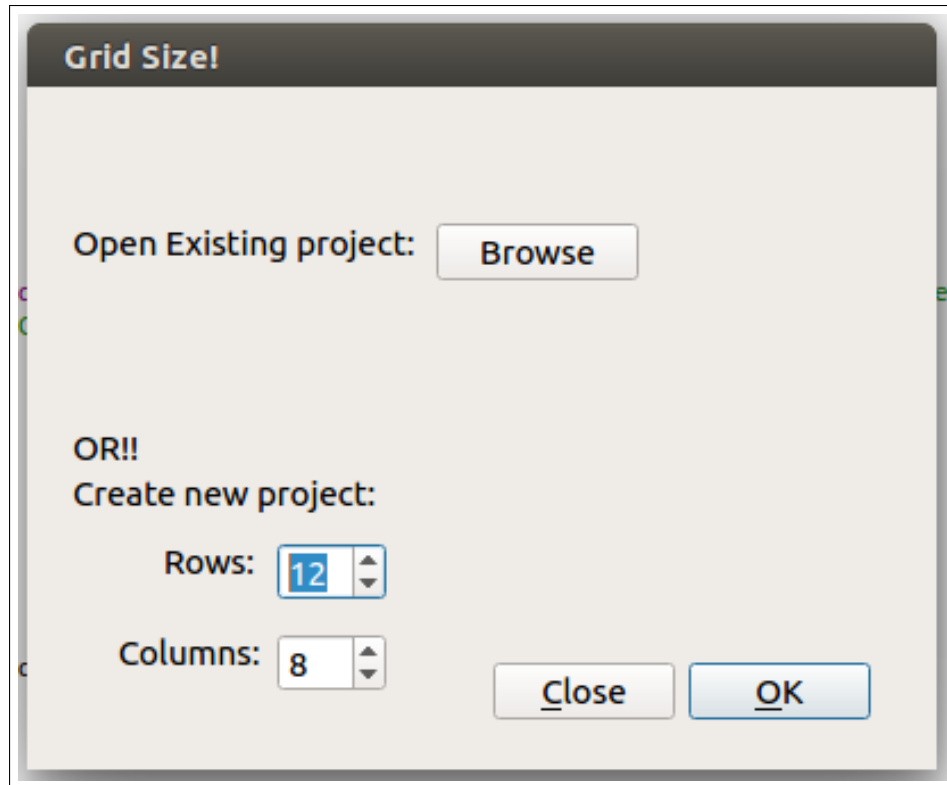 Grid Size!
Open Existing project: Browse
OR!!
Create new project:
Rows: 12
Columns: 8
Close OK